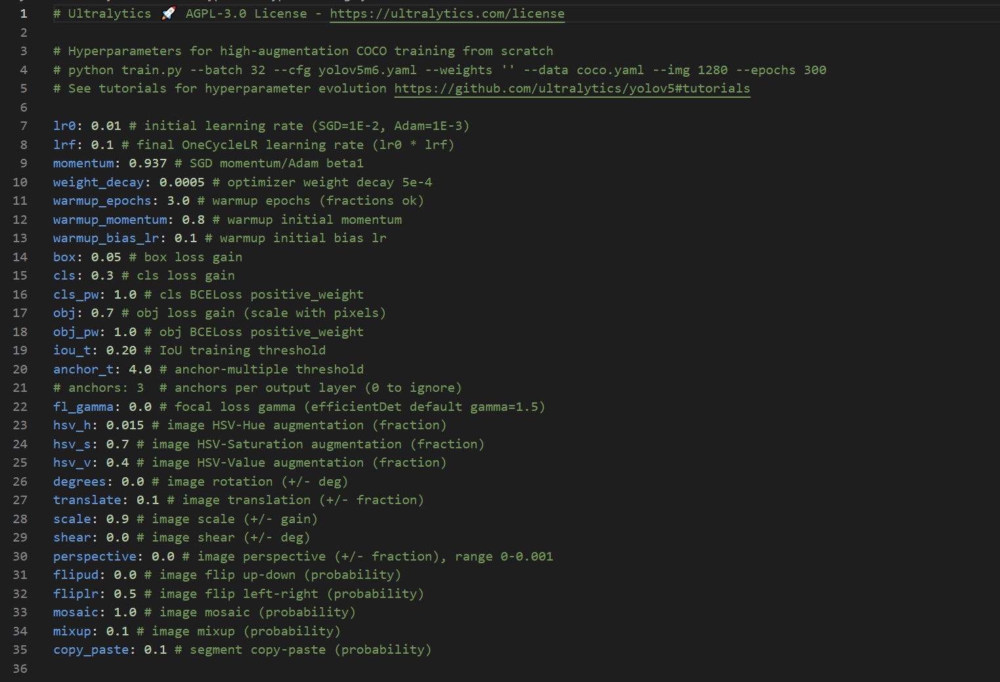 1 # Ultralytics 🚀 AGPL-3.0 License - https://ultralytics.com/license
2
3 # Hyperparameters for high-augmentation COCO training from scratch
4 # python train.py --batch 32 --cfg yolov5m6.yaml --weights '' --data coco.yaml --img 1280 --epochs 300
5 # See tutorials for hyperparameter evolution https://github.com/ultralytics/yolov5#tutorials
6
7 lr0: 0.01 # initial learning rate (SGD=1E-2, Adam=1E-3)
8 lrf: 0.1 # final OneCycleLR learning rate (lr0 * lrf)
9 momentum: 0.937 # SGD momentum/Adam beta1
10 weight_decay: 0.0005 # optimizer weight decay 5e-4
11 warmup_epochs: 3.0 # warmup epochs (fractions ok)
12 warmup_momentum: 0.8 # warmup initial momentum
13 warmup_bias_lr: 0.1 # warmup initial bias lr
14 box: 0.05 # box loss gain
15 cls: 0.3 # cls loss gain
16 cls_pw: 1.0 # cls BCELoss positive_weight
17 obj: 0.7 # obj loss gain (scale with pixels)
18 obj_pw: 1.0 # obj BCELoss positive_weight
19 iou_t: 0.20 # IoU training threshold
20 anchor_t: 4.0 # anchor-multiple threshold
21 # anchors: 3  # anchors per output layer (0 to ignore)
22 fl_gamma: 0.0 # focal loss gamma (efficientDet default gamma=1.5)
23 hsv_h: 0.015 # image HSV-Hue augmentation (fraction)
24 hsv_s: 0.7 # image HSV-Saturation augmentation (fraction)
25 hsv_v: 0.4 # image HSV-Value augmentation (fraction)
26 degrees: 0.0 # image rotation (+/- deg)
27 translate: 0.1 # image translation (+/- fraction)
28 scale: 0.9 # image scale (+/- gain)
29 shear: 0.0 # image shear (+/- deg)
30 perspective: 0.0 # image perspective (+/- fraction), range 0-0.001
31 flipud: 0.0 # image flip up-down (probability)
32 fliplr: 0.5 # image flip left-right (probability)
33 mosaic: 1.0 # image mosaic (probability)
34 mixup: 0.1 # image mixup (probability)
35 copy_paste: 0.1 # segment copy-paste (probability)
36